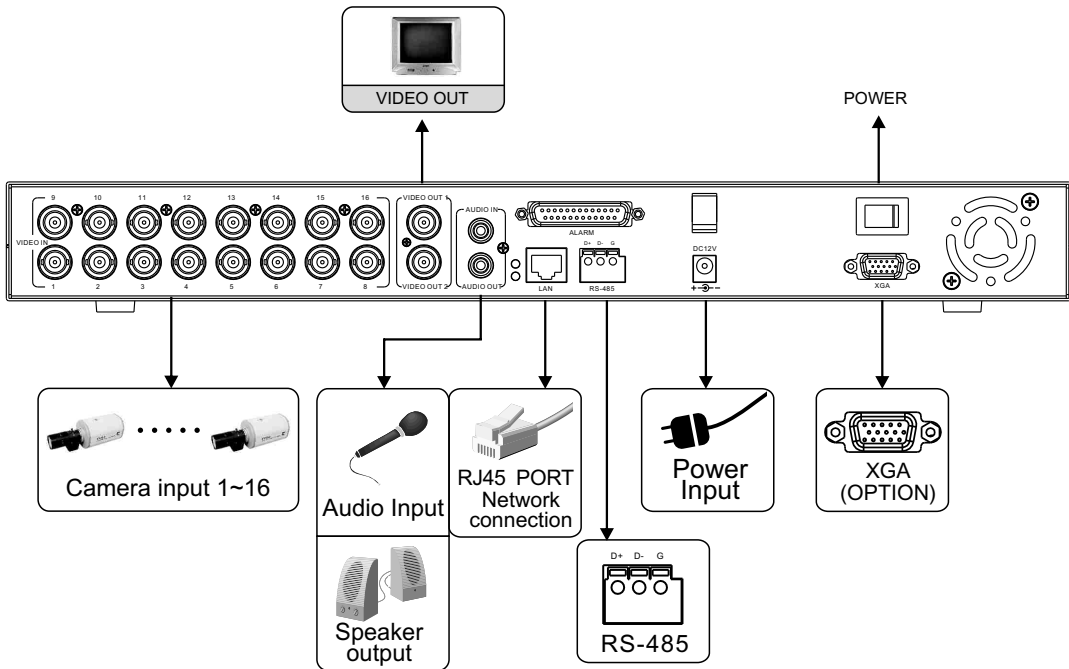 VIDEO OUT
POWER
9 10 11 12 13 14 15 16
VIDEO IN
1 2 3 4 5 6 7 8
VIDEO OUT 1
VIDEO OUT 2
AUDIO IN
AUDIO OUT
ALARM
LAN
D+ D- G
RS-485
DC12V
+ -
XGA
Camera input 1~16
Audio Input
Speaker
output
RJ45 PORT
Network
connection
D+ D- G
RS-485
Power
Input
XGA
(OPTION)